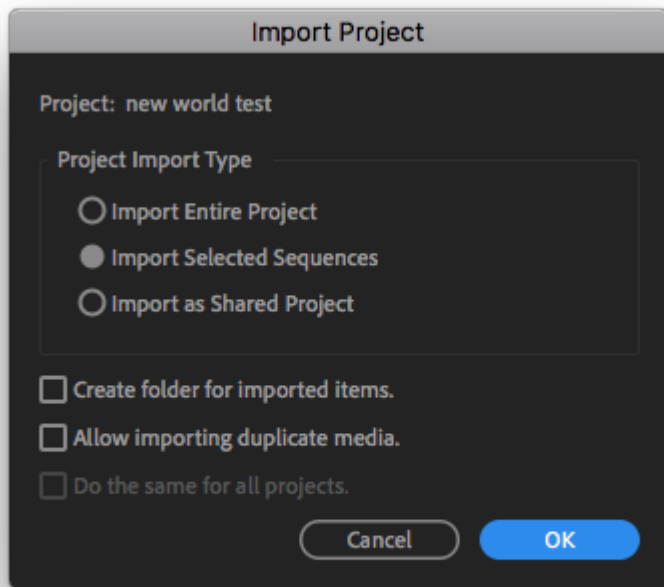 Import Project
Project: new world test
Project Import Type
Import Entire Project
Import Selected Sequences
Import as Shared Project
Create folder for imported items.
Allow importing duplicate media.
Do the same for all projects.
Cancel OK